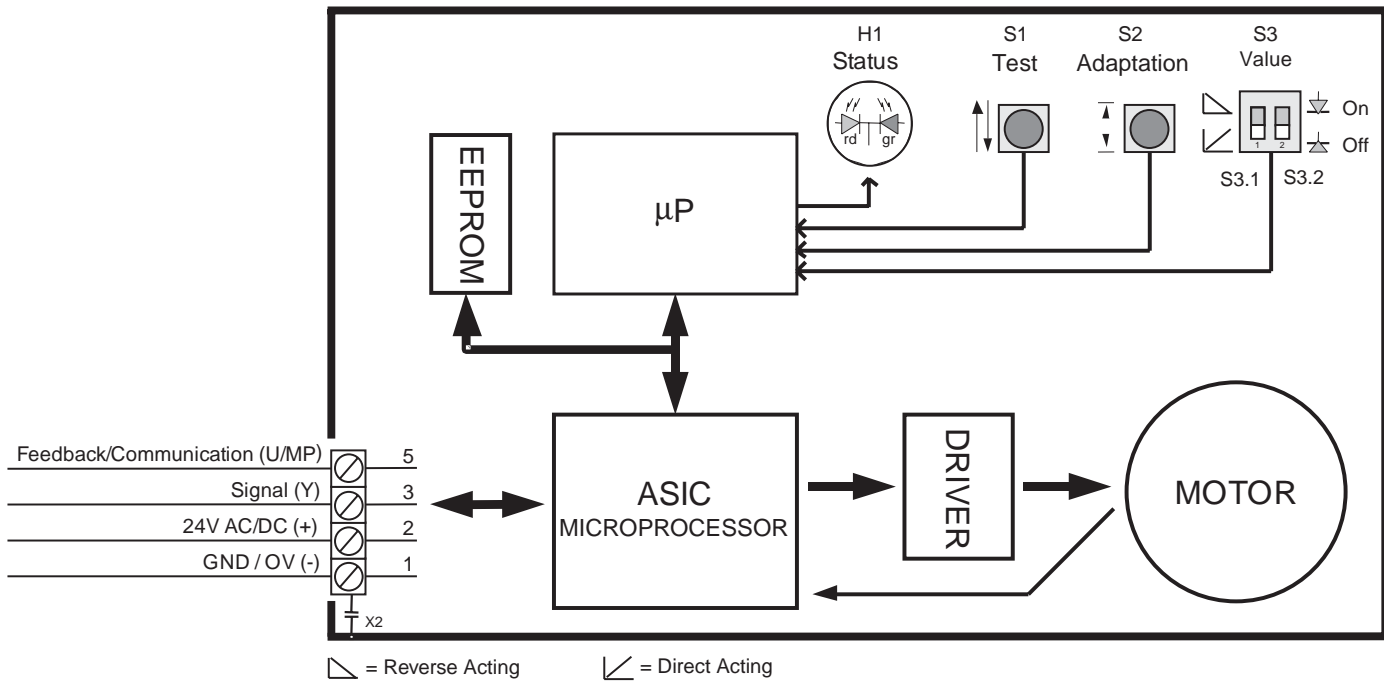 H1
Status
S1
Test
S2
Adaptation
S3
Value
rd
gr
1
2
On
Off
S3.1
S3.2
EEPROM
μP
Feedback/Communication (U/MP)
5
Signal (Y)
3
24V AC/DC (+)
2
GND / OV (-)
1
X2
ASIC
MICROPROCESSOR
DRIVER
MOTOR
= Reverse Acting
= Direct Acting